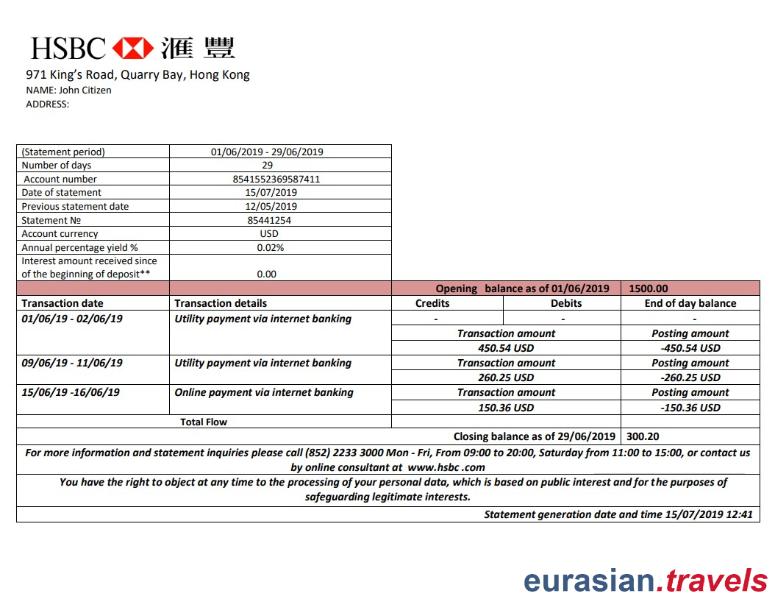 HSBC 滙豐
971 King's Road, Quarry Bay, Hong Kong
NAME: John Citizen
ADDRESS:
(Statement period) 01/06/2019 - 29/06/2019
Number of days 29
Account number 8541552369587411
Date of statement 15/07/2019
Previous statement date 12/05/2019
Statement № 85441254
Account currency USD
Annual percentage yield % 0.02%
Interest amount received since
of the beginning of deposit** 0.00
Opening balance as of 01/06/2019 1500.00
Transaction date Transaction details Credits Debits End of day balance
01/06/19 - 02/06/19 Utility payment via internet banking - - -
Transaction amount Posting amount
450.54 USD -450.54 USD
09/06/19 - 11/06/19 Utility payment via internet banking Transaction amount Posting amount
260.25 USD -260.25 USD
15/06/19 -16/06/19 Online payment via internet banking Transaction amount Posting amount
150.36 USD -150.36 USD
Total Flow
Closing balance as of 29/06/2019 300.20
For more information and statement inquiries please call (852) 2233 3000 Mon - Fri, From 09:00 to 20:00, Saturday from 11:00 to 15:00, or contact us
by online consultant at www.hsbc .com
You have the right to object at any time to the processing of your personal data, which is based on public interest and for the purposes of
safeguarding legitimate interests.
Statement generation date and time 15/07/2019 12:41
eurasian.travels